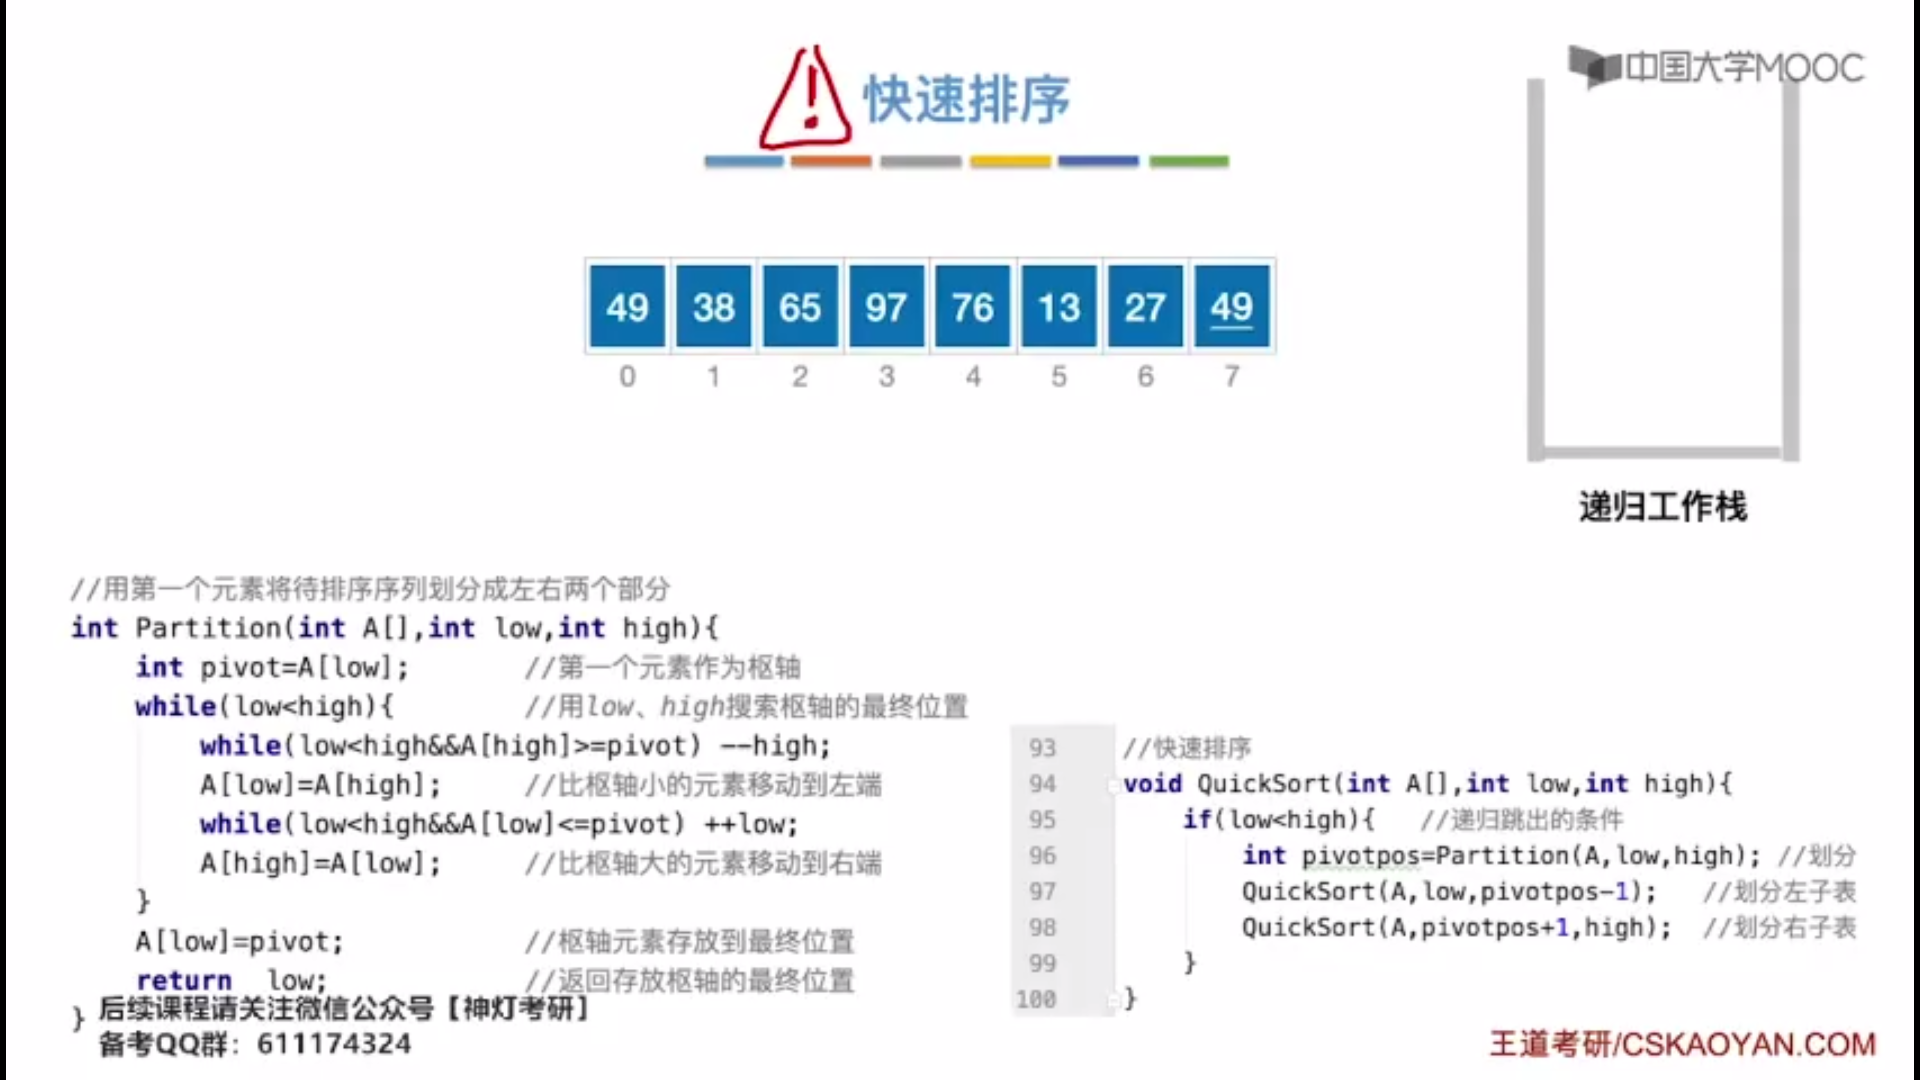 中国大学MOOC
! 快速排序
49 38 65 97 76 13 27 49
0 1 2 3 4 5 6 7
递归工作栈
//用第一个元素将待排序序列划分成左右两个部分
int Partition(int A[],int low,int high){
int pivot=A[low]; //第一个元素作为枢轴
while(low<high){ //用low、high搜索枢轴的最终位置
while(low<high&&A[high]>=pivot) --high;
A[low]=A[high]; //比枢轴小的元素移动到左端
while(low<high&&A[low]<=pivot) ++low;
A[high]=A[low]; //比枢轴大的元素移动到右端
}
A[low]=pivot; //枢轴元素存放到最终位置
return low; //返回存放枢轴的最终位置
}
93 //快速排序
94 void QuickSort(int A[],int low,int high){
95 if(low<high){ //递归跳出的条件
96 int pivotpos=Partition(A,low,high); //划分
97 QuickSort(A,low,pivotpos-1); //划分左子表
98 QuickSort(A,pivotpos+1,high); //划分右子表
99 }
100 }
后续课程请关注微信公众号【神灯考研】
备考QQ群：611174324
王道考研/CSKAOYAN.COM